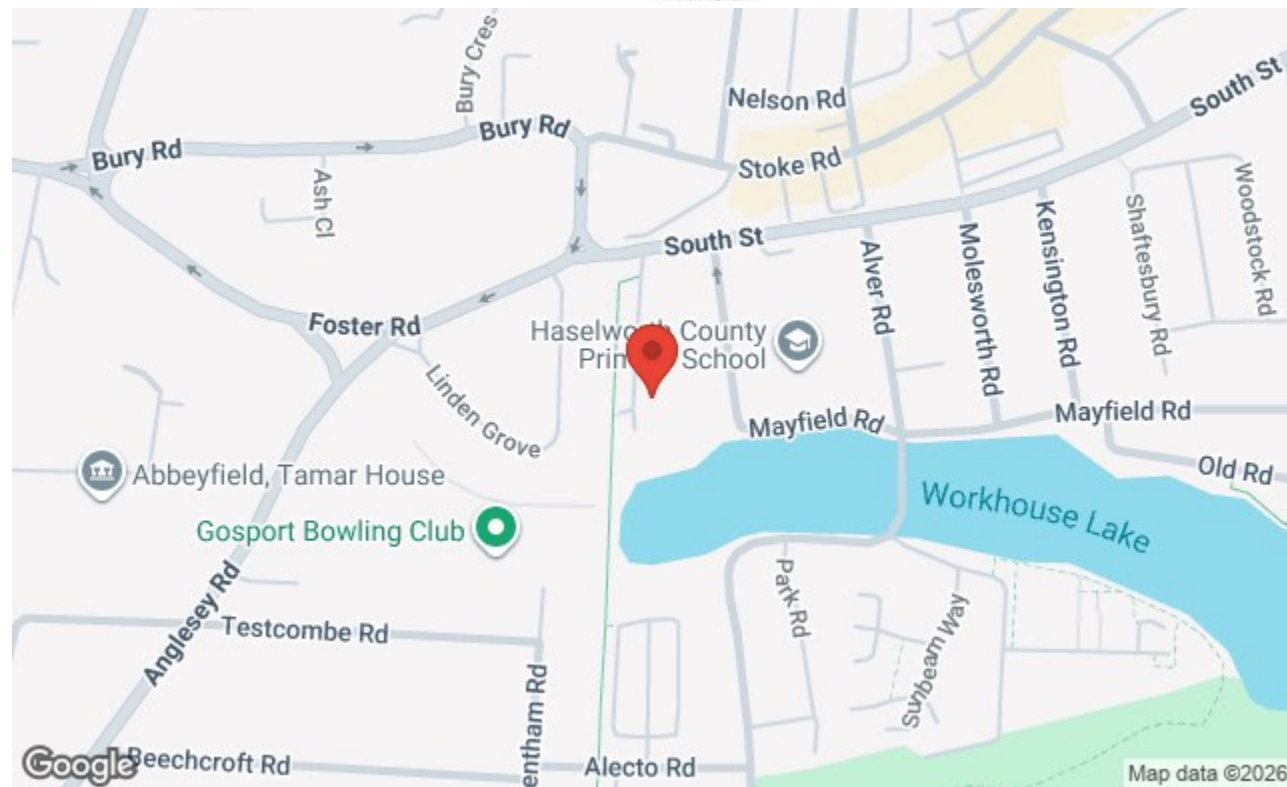 Bury Cres
Nelson Rd
South St
Bury Rd
Bury Rd
Stoke Rd
Ash Cl
Woodstock Rd
Shaftesbury Rd
Kensington Rd
Molesworth Rd
South St
Alver Rd
Foster Rd
Haselworth County
School
Linden Grove
Mayfield Rd
Mayfield Rd
Old Rd
Abbeyfield, Tamar House
Workhouse Lake
Gosport Bowling Club
Park Rd
Sunbeam Way
Anglesey Rd
Testcombe Rd
entham Rd
Google
Beechcroft Rd
Alecto Rd
Map data ©2026